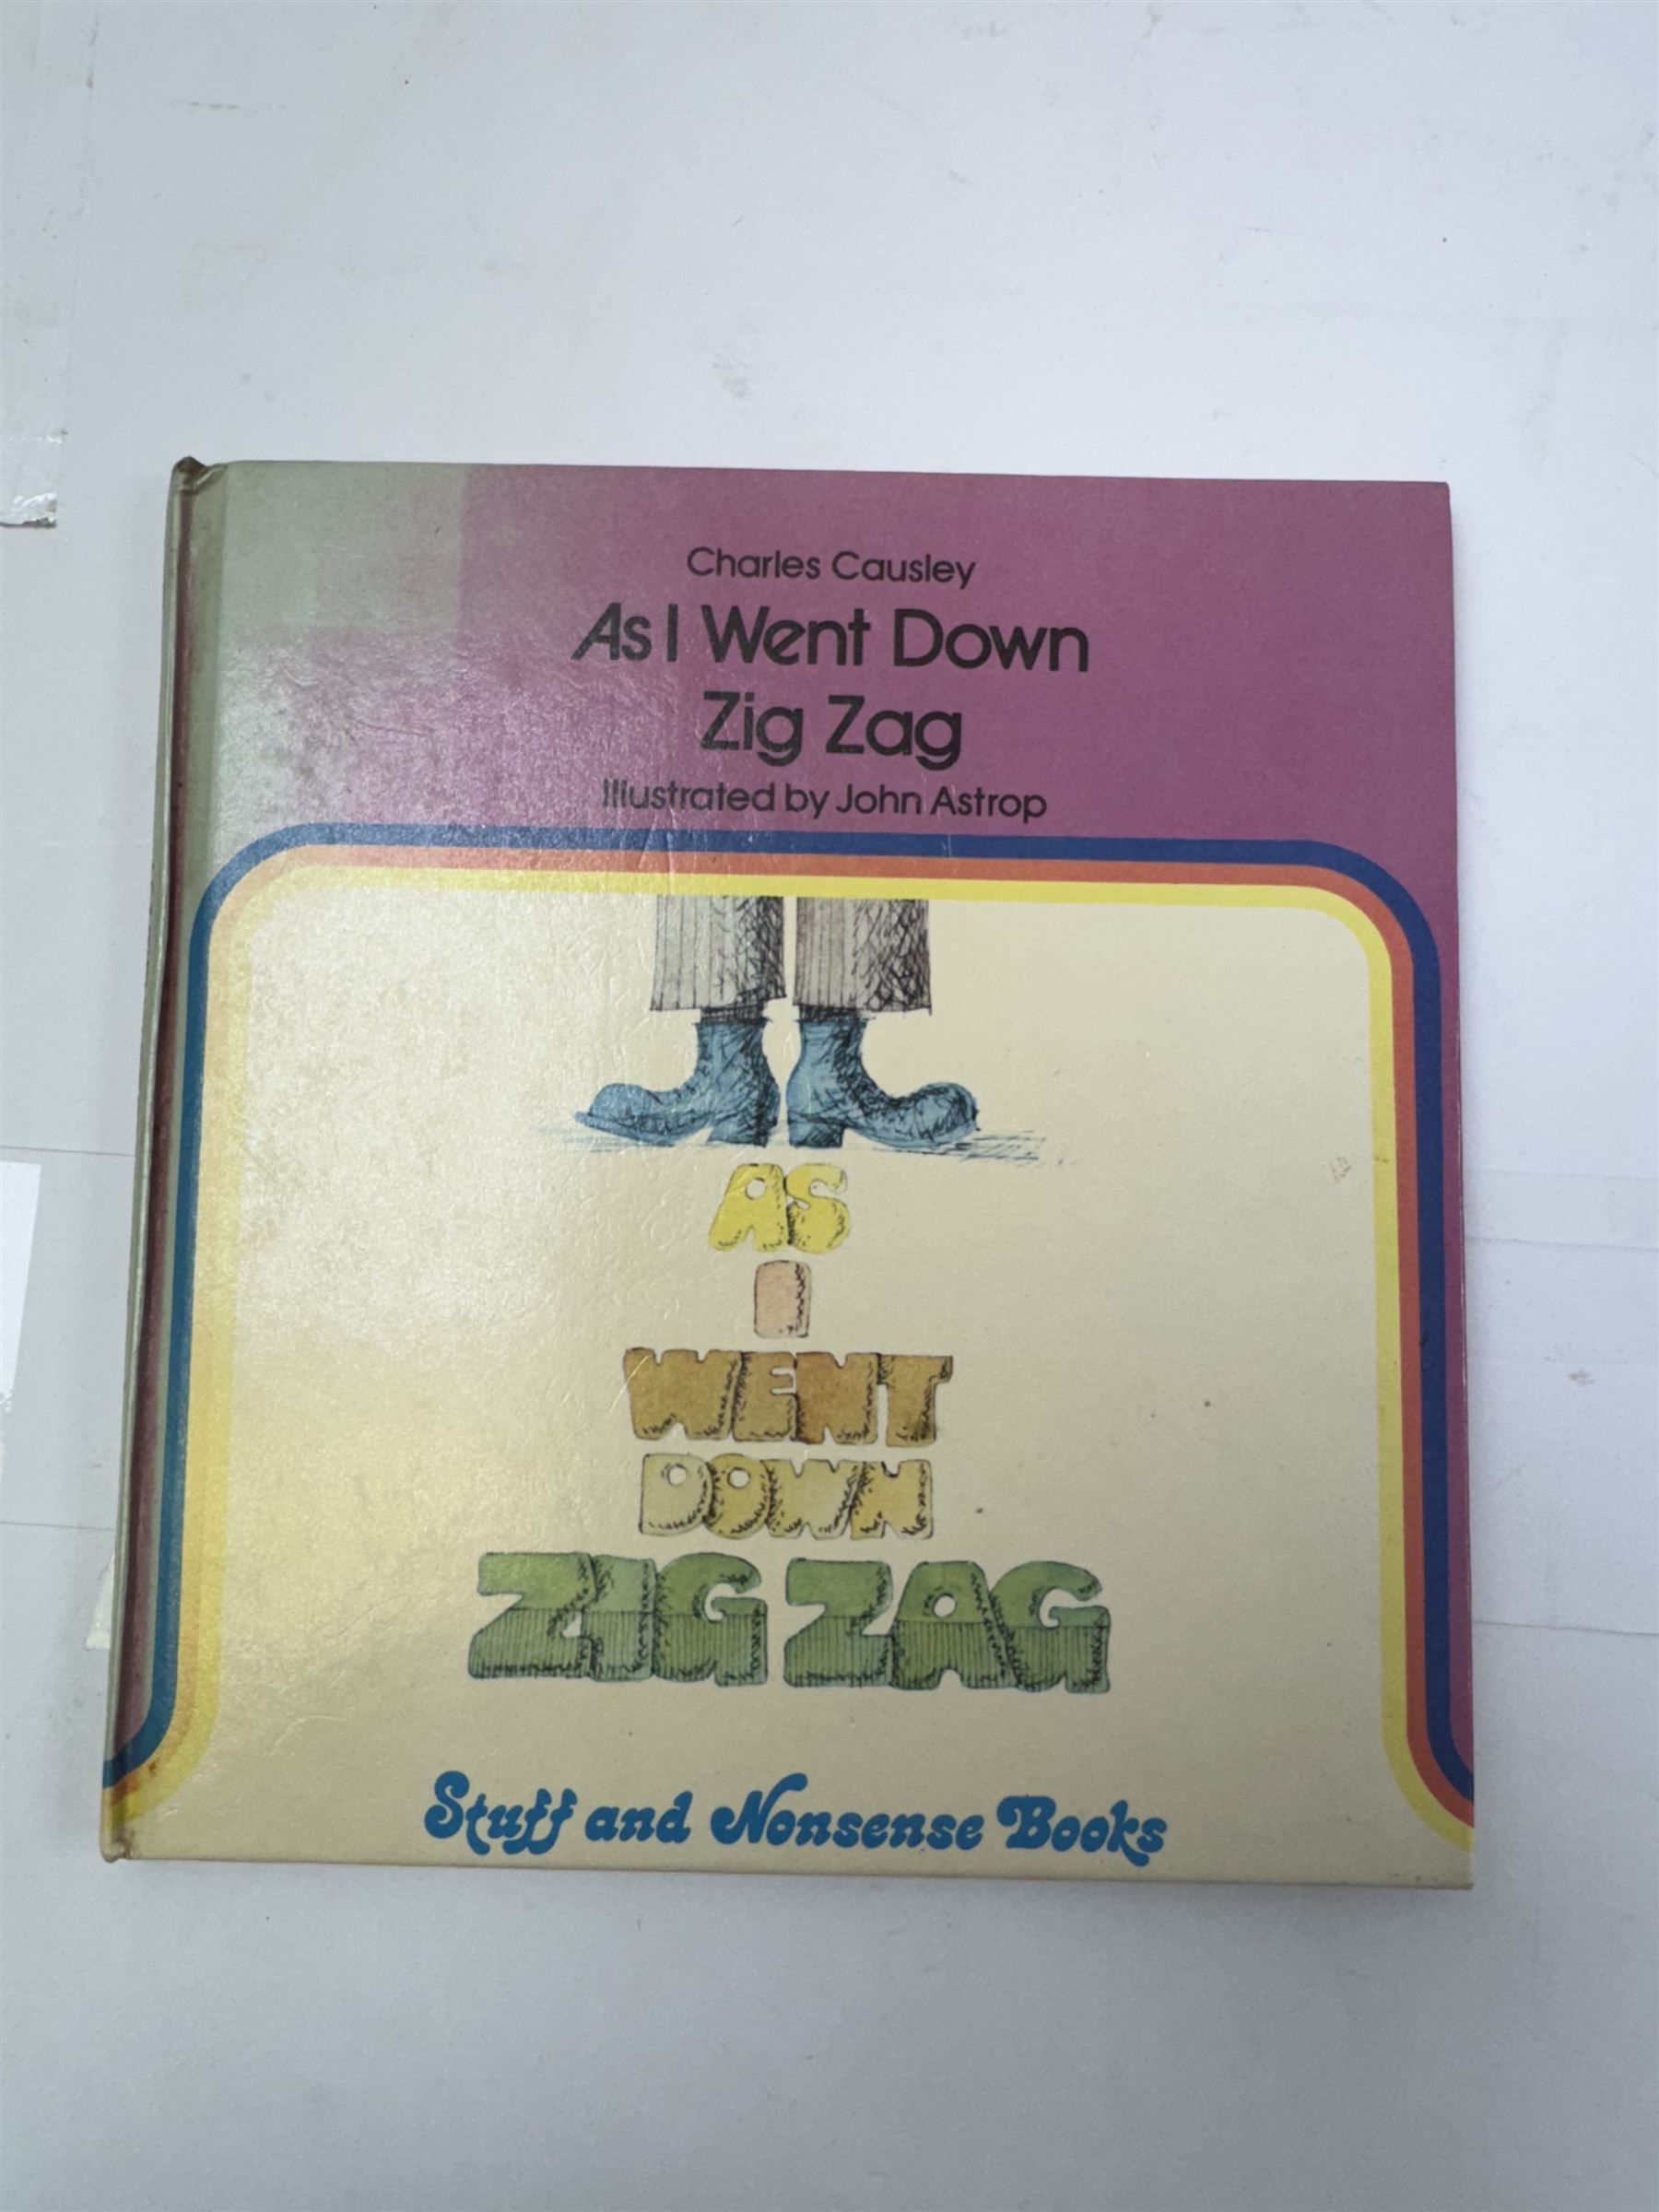 Charles Causley
As I Went Down
Zig Zag
Illustrated by John Astrop
AS
I
WENT
DOWN
ZIG ZAG
Stuff and Nonsense Books